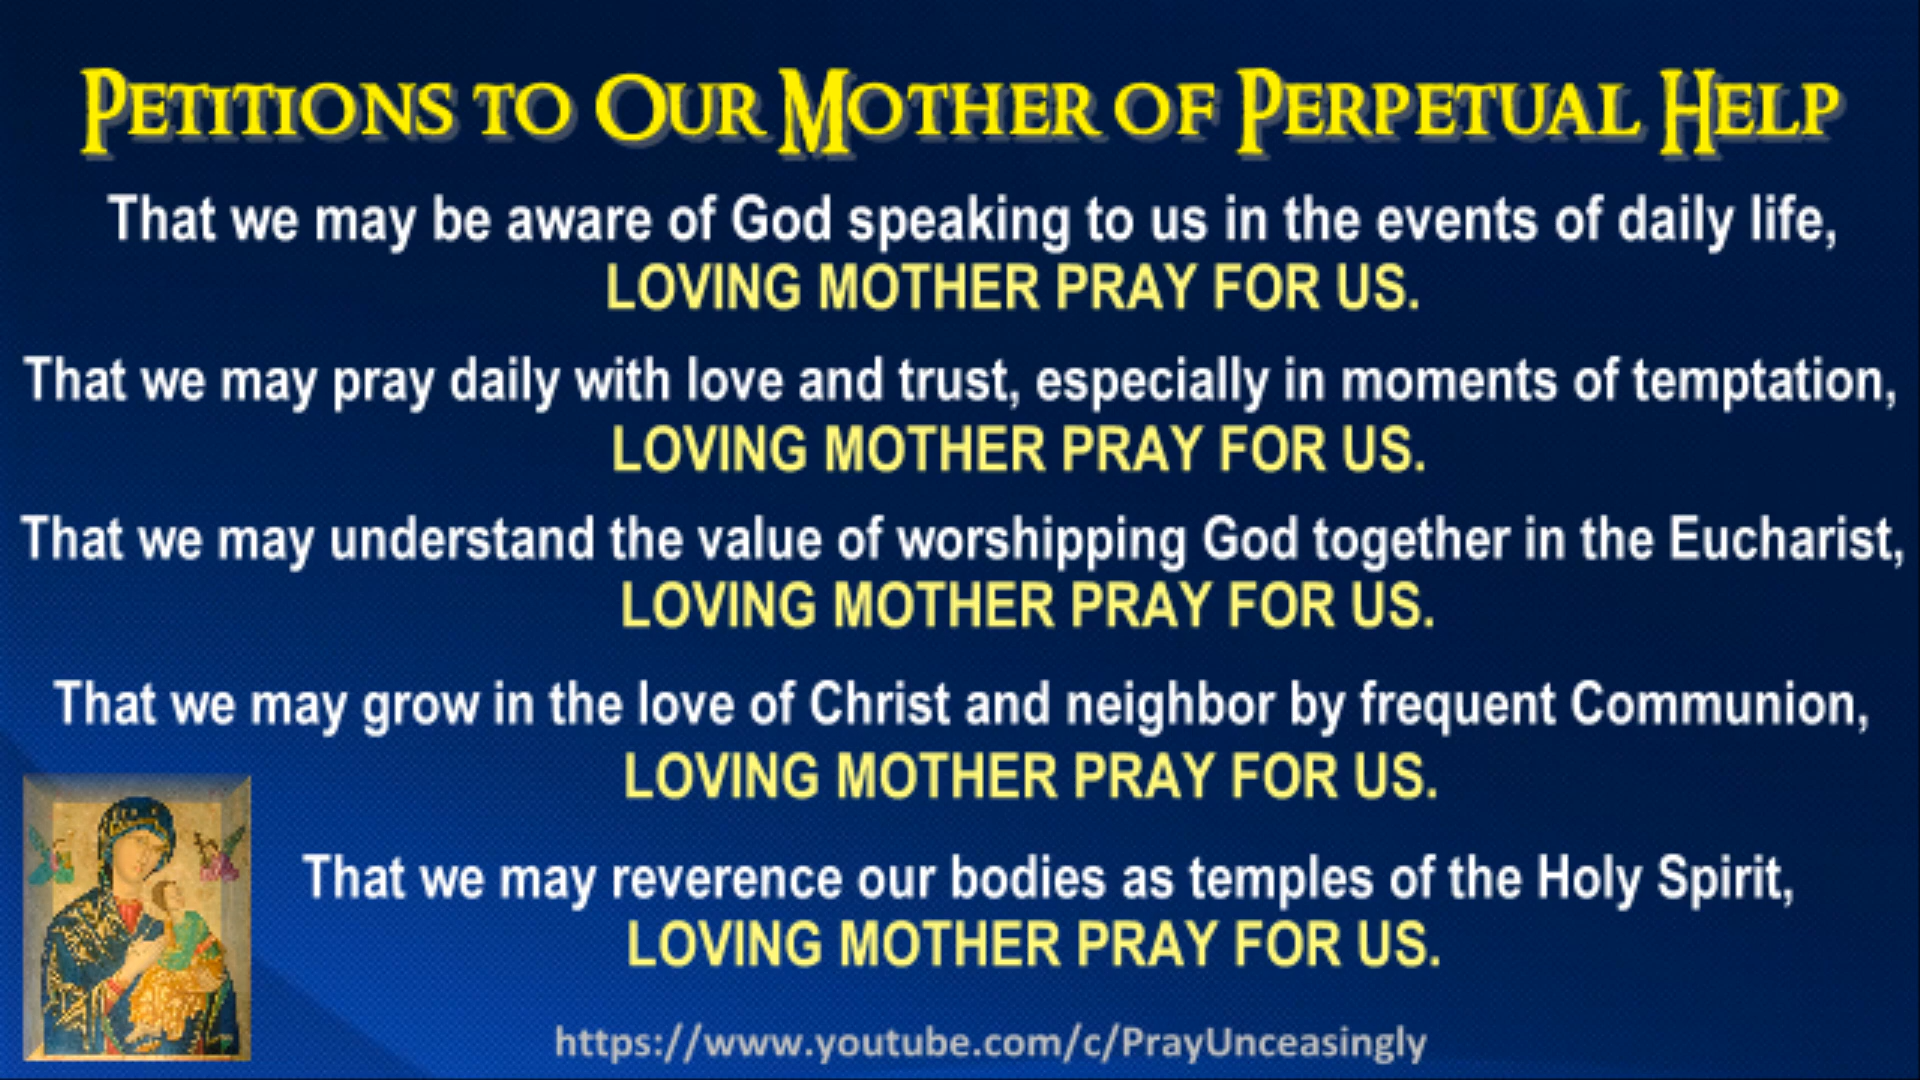 PETITIONS TO OUR MOTHER OF PERPETUAL HELP
That we may be aware of God speaking to us in the events of daily life,
LOVING MOTHER PRAY FOR US.
That we may pray daily with love and trust, especially in moments of temptation,
LOVING MOTHER PRAY FOR US.
That we may understand the value of worshipping God together in the Eucharist,
LOVING MOTHER PRAY FOR US.
That we may grow in the love of Christ and neighbor by frequent Communion,
LOVING MOTHER PRAY FOR US.
That we may reverence our bodies as temples of the Holy Spirit,
LOVING MOTHER PRAY FOR US.
https://www.youtube.com/c/PrayUnceasingly